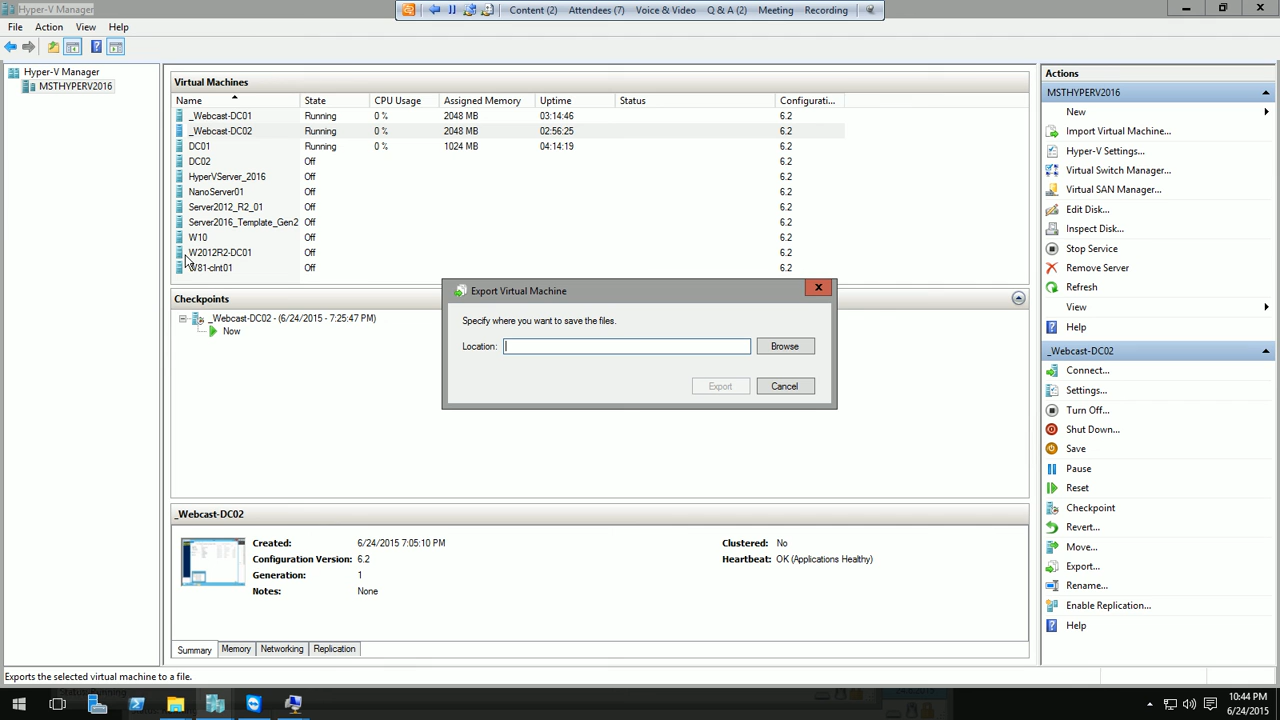 Hyper-V Manager
Content (2) Attendees (7) Voice & Video Q & A (2) Meeting Recording
File Action View Help
Hyper-V Manager
MSTHYPERV2016
Virtual Machines
Name State CPU Usage Assigned Memory Uptime Status Configurati...
_Webcast-DC01 Running 0 % 2048 MB 03:14:46 6.2
_Webcast-DC02 Running 0 % 2048 MB 02:56:25 6.2
DC01 Running 0 % 1024 MB 04:14:19 6.2
DC02 Off 6.2
HyperVServer_2016 Off 6.2
NanoServer01 Off 6.2
Server2012_R2_01 Off 6.2
Server2016_Template_Gen2 Off 6.2
W10 Off 6.2
W2012R2-DC01 Off 6.2
W81-clnt01 Off 6.2
Checkpoints
_Webcast-DC02 - (6/24/2015 - 7:25:47 PM)
Now
Export Virtual Machine
Specify where you want to save the files.
Location:
Browse
Export Cancel
_Webcast-DC02
Created: 6/24/2015 7:05:10 PM Clustered: No
Configuration Version: 6.2 Heartbeat: OK (Applications Healthy)
Generation: 1
Notes: None
Summary Memory Networking Replication
Actions
MSTHYPERV2016
New
Import Virtual Machine...
Hyper-V Settings...
Virtual Switch Manager...
Virtual SAN Manager...
Edit Disk...
Inspect Disk...
Stop Service
Remove Server
Refresh
View
Help
_Webcast-DC02
Connect...
Settings...
Turn Off...
Shut Down...
Save
Pause
Reset
Checkpoint
Revert...
Move...
Export...
Rename...
Enable Replication...
Help
Exports the selected virtual machine to a file.
10:44 PM
6/24/2015